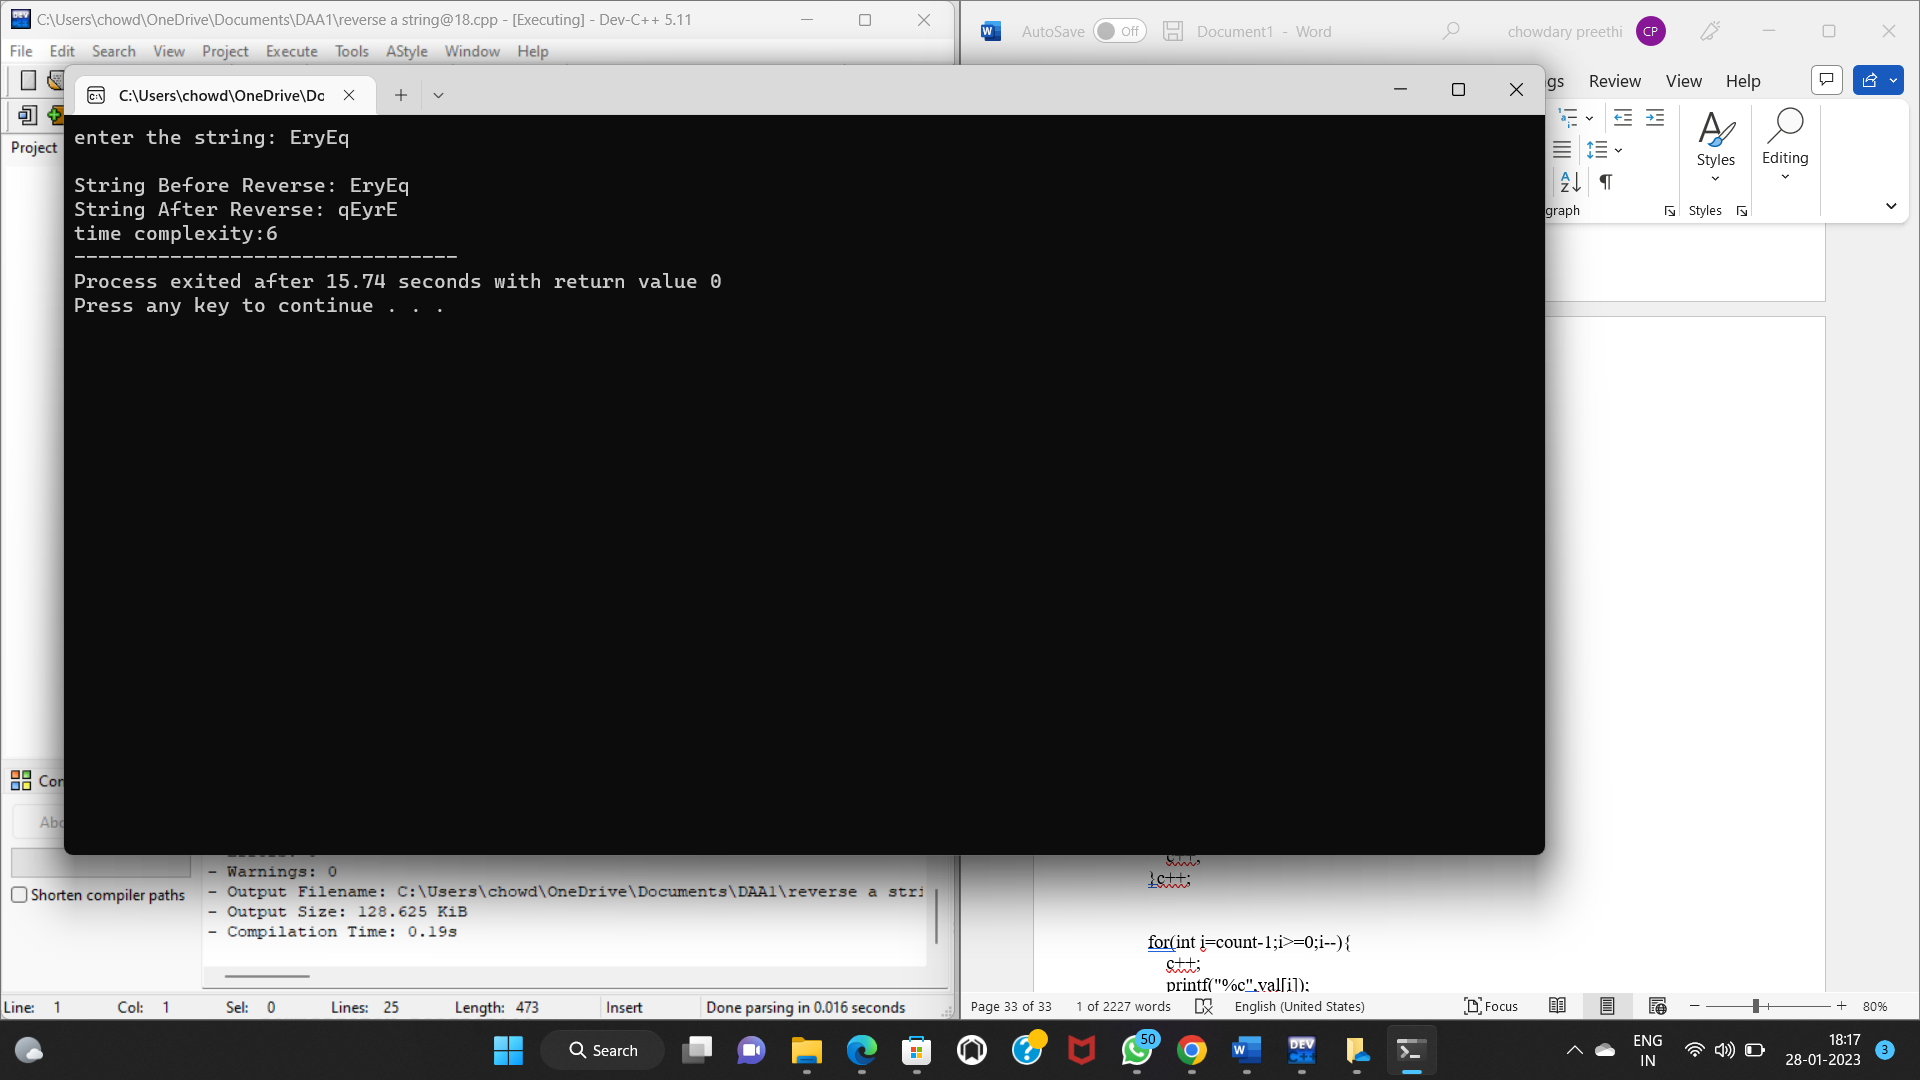 C:\Users\chowd\OneDrive\Documents\DAA1\reverse a string@18.cpp - [Executing] - Dev-C++ 5.11
File Edit Search View Project Execute Tools AStyle Window Help
AutoSave Off Document1 - Word chowdary preethi CP
Review View Help
C:\Users\chowd\OneDrive\Do
Project
enter the string: EryEq
String Before Reverse: EryEq
String After Reverse: qEyrE
time complexity:6
--------------------------------
Process exited after 15.74 seconds with return value 0
Press any key to continue . . .
Styles
Editing
Styles
Shorten compiler paths
- Warnings: 0
- Output Filename: C:\Users\chowd\OneDrive\Documents\DAA1\reverse a stri
- Output Size: 128.625 KiB
- Compilation Time: 0.19s
Line: 1 Col: 1 Sel: 0 Lines: 25 Length: 473 Insert Done parsing in 0.016 seconds
c++;
}c++;
for(int i=count-1;i>=0;i--){
c++;
printf("%c",val[i]);
Page 33 of 33 1 of 2227 words English (United States) Focus 80%
Search
50
DEV C++
ENG
IN
18:17
28-01-2023
3